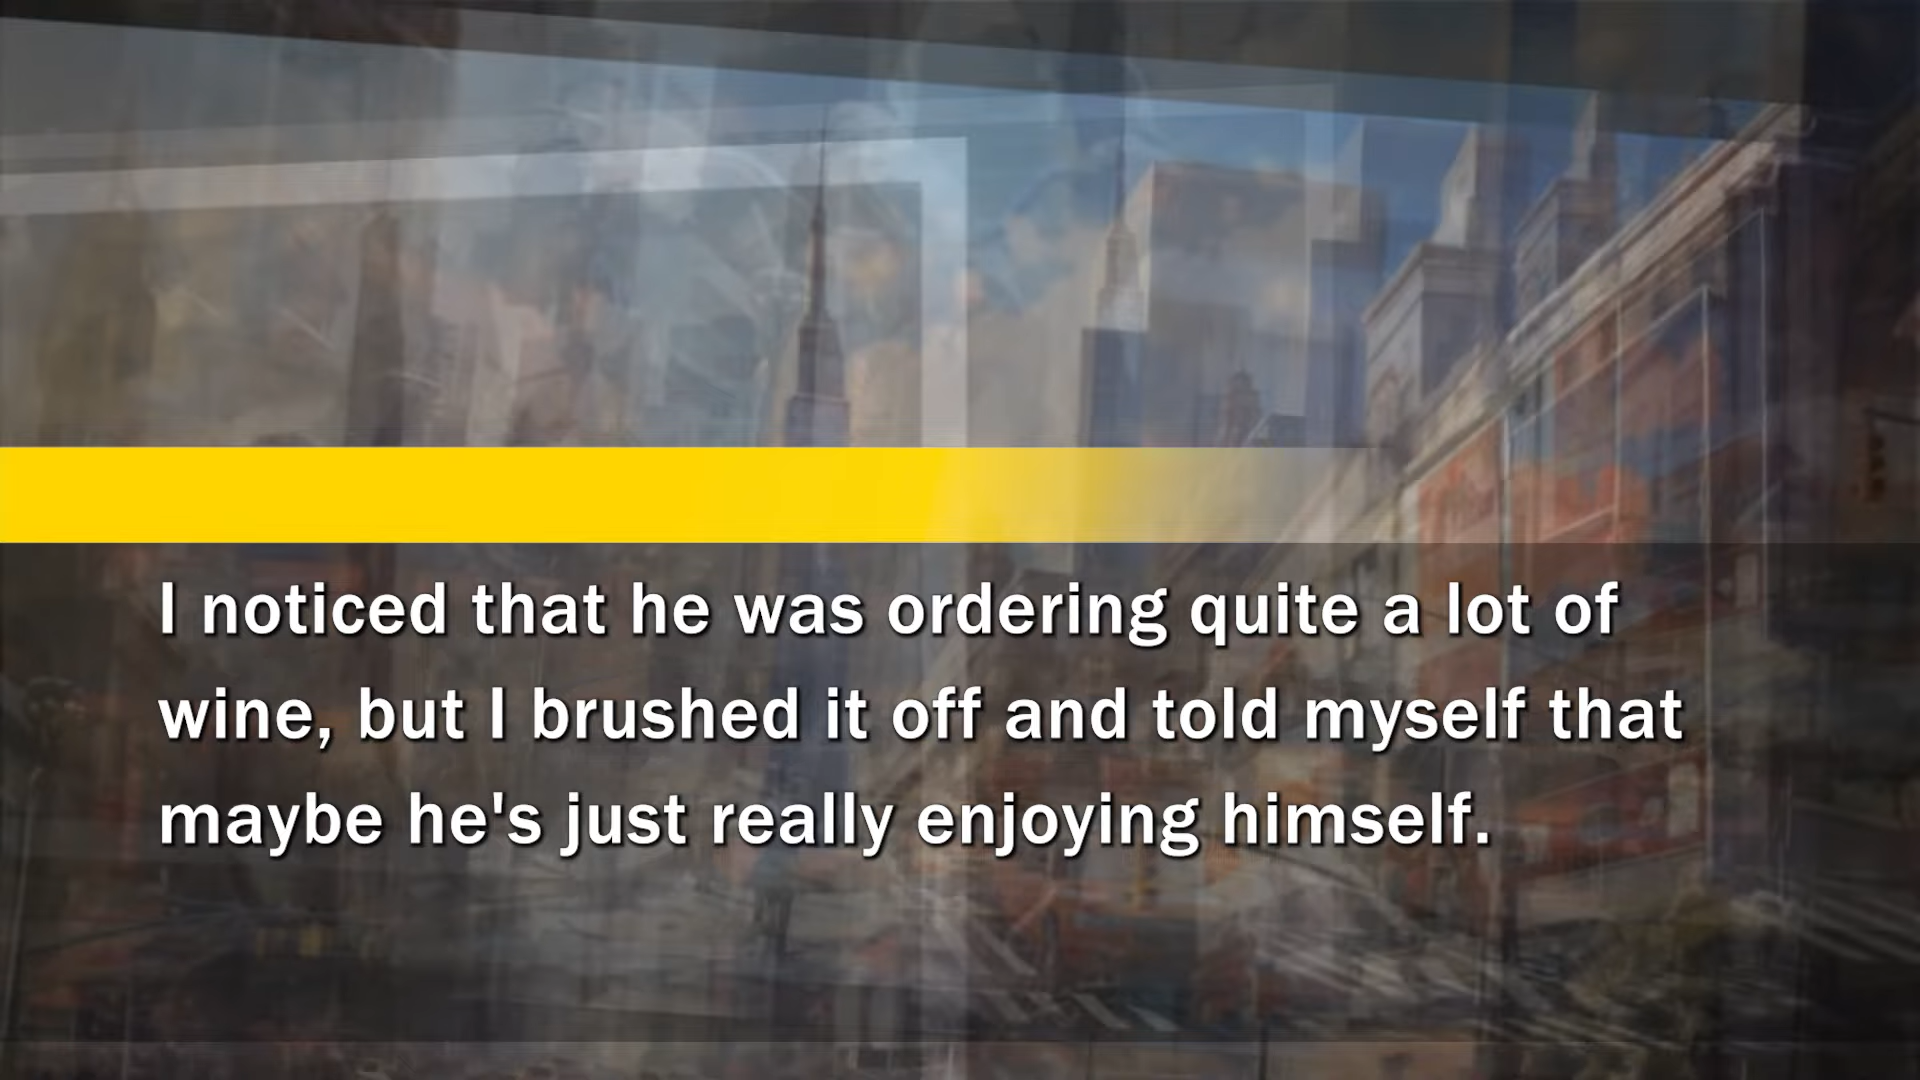 I noticed that he was ordering quite a lot of
wine, but I brushed it off and told myself that
maybe he's just really enjoying himself.